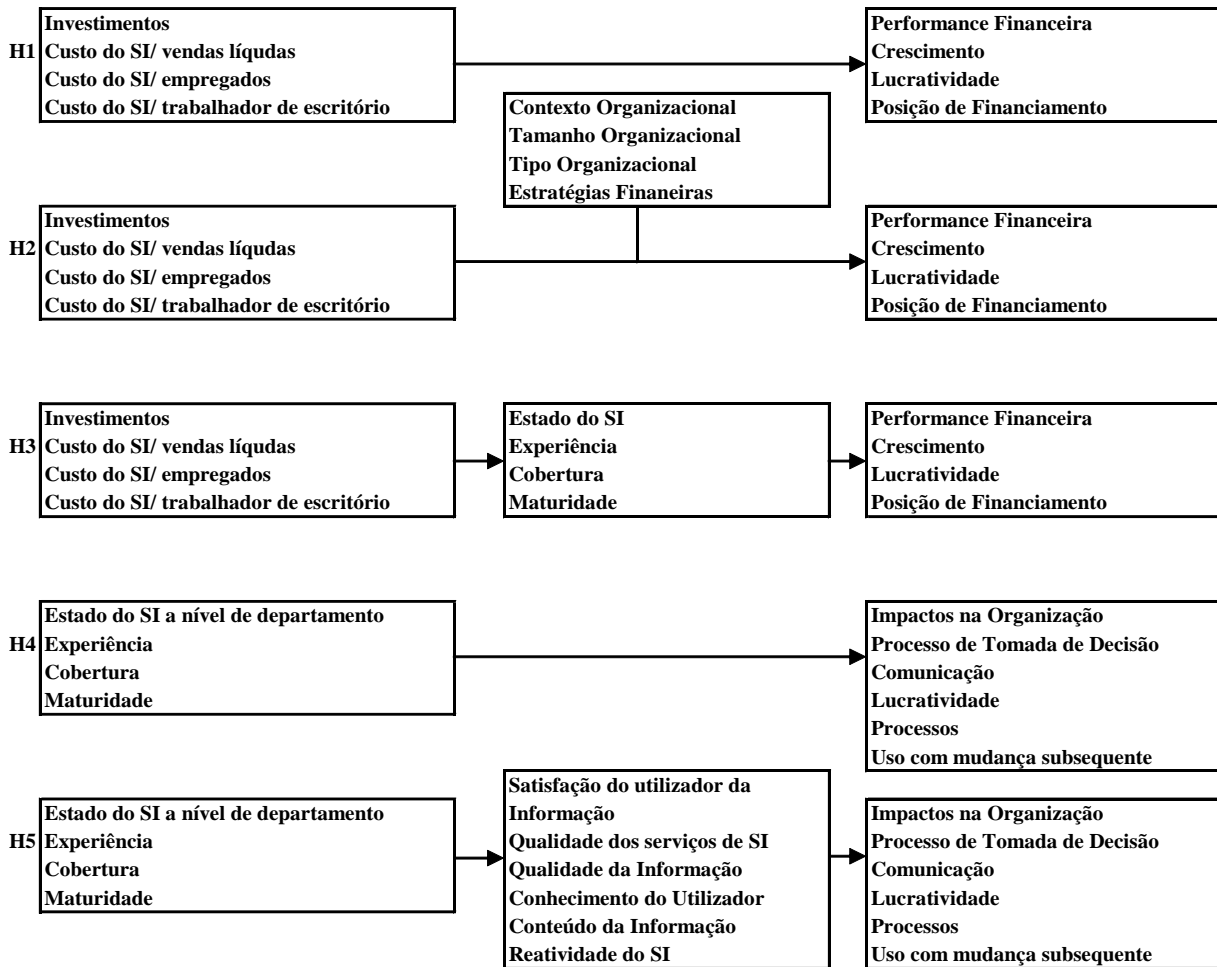 Investimentos
H1 Custo do SI/ vendas líqudas
Custo do SI/ empregados
Custo do SI/ trabalhador de escritório
Performance Financeira
Crescimento
Lucratividade
Posição de Financiamento
Contexto Organizacional
Tamanho Organizacional
Tipo Organizacional
Estratégias Finaneiras
Investimentos
H2 Custo do SI/ vendas líqudas
Custo do SI/ empregados
Custo do SI/ trabalhador de escritório
Performance Financeira
Crescimento
Lucratividade
Posição de Financiamento
Investimentos
H3 Custo do SI/ vendas líqudas
Custo do SI/ empregados
Custo do SI/ trabalhador de escritório
Estado do SI
Experiência
Cobertura
Maturidade
Performance Financeira
Crescimento
Lucratividade
Posição de Financiamento
Estado do SI a nível de departamento
H4 Experiência
Cobertura
Maturidade
Impactos na Organização
Processo de Tomada de Decisão
Comunicação
Lucratividade
Processos
Uso com mudança subsequente
Estado do SI a nível de departamento
H5 Experiência
Cobertura
Maturidade
Satisfação do utilizador da
Informação
Qualidade dos serviços de SI
Qualidade da Informação
Conhecimento do Utilizador
Conteúdo da Informação
Reatividade do SI
Impactos na Organização
Processo de Tomada de Decisão
Comunicação
Lucratividade
Processos
Uso com mudança subsequente